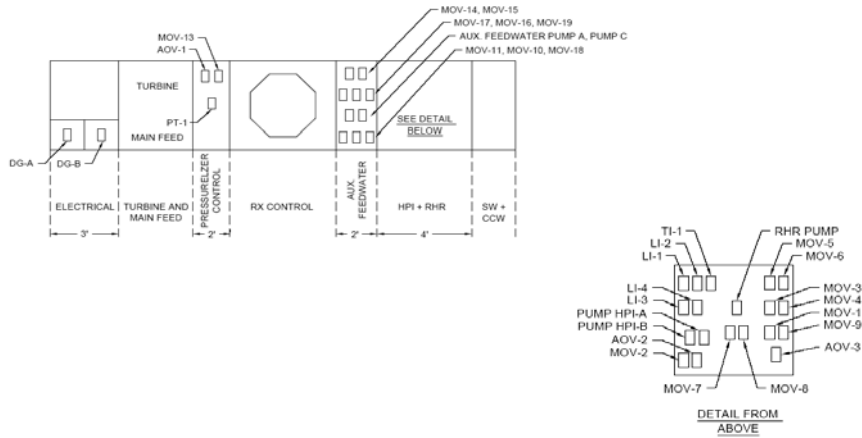 MOV-14, MOV-15
MOV-17, MOV-16, MOV-19
AUX. FEEDWATER PUMP A, PUMP C
MOV-11, MOV-10, MOV-18
MOV-13
AOV-1
TURBINE
PT-1
MAIN FEED
SEE DETAIL
BELOW
DG-A
DG-B
ELECTRICAL
TURBINE AND
MAIN FEED
PRESSURELZER
CONTROL
RX CONTROL
AUX.
FEEDWATER
HPI + RHR
SW +
CCW
3'
2'
2'
4'
TI-1
LI-2
LI-1
RHR PUMP
MOV-5
MOV-6
LI-4
LI-3
PUMP HPI-A
PUMP HPI-B
AOV-2
MOV-2
MOV-3
MOV-4
MOV-1
MOV-9
AOV-3
MOV-7
MOV-8
DETAIL FROM
ABOVE